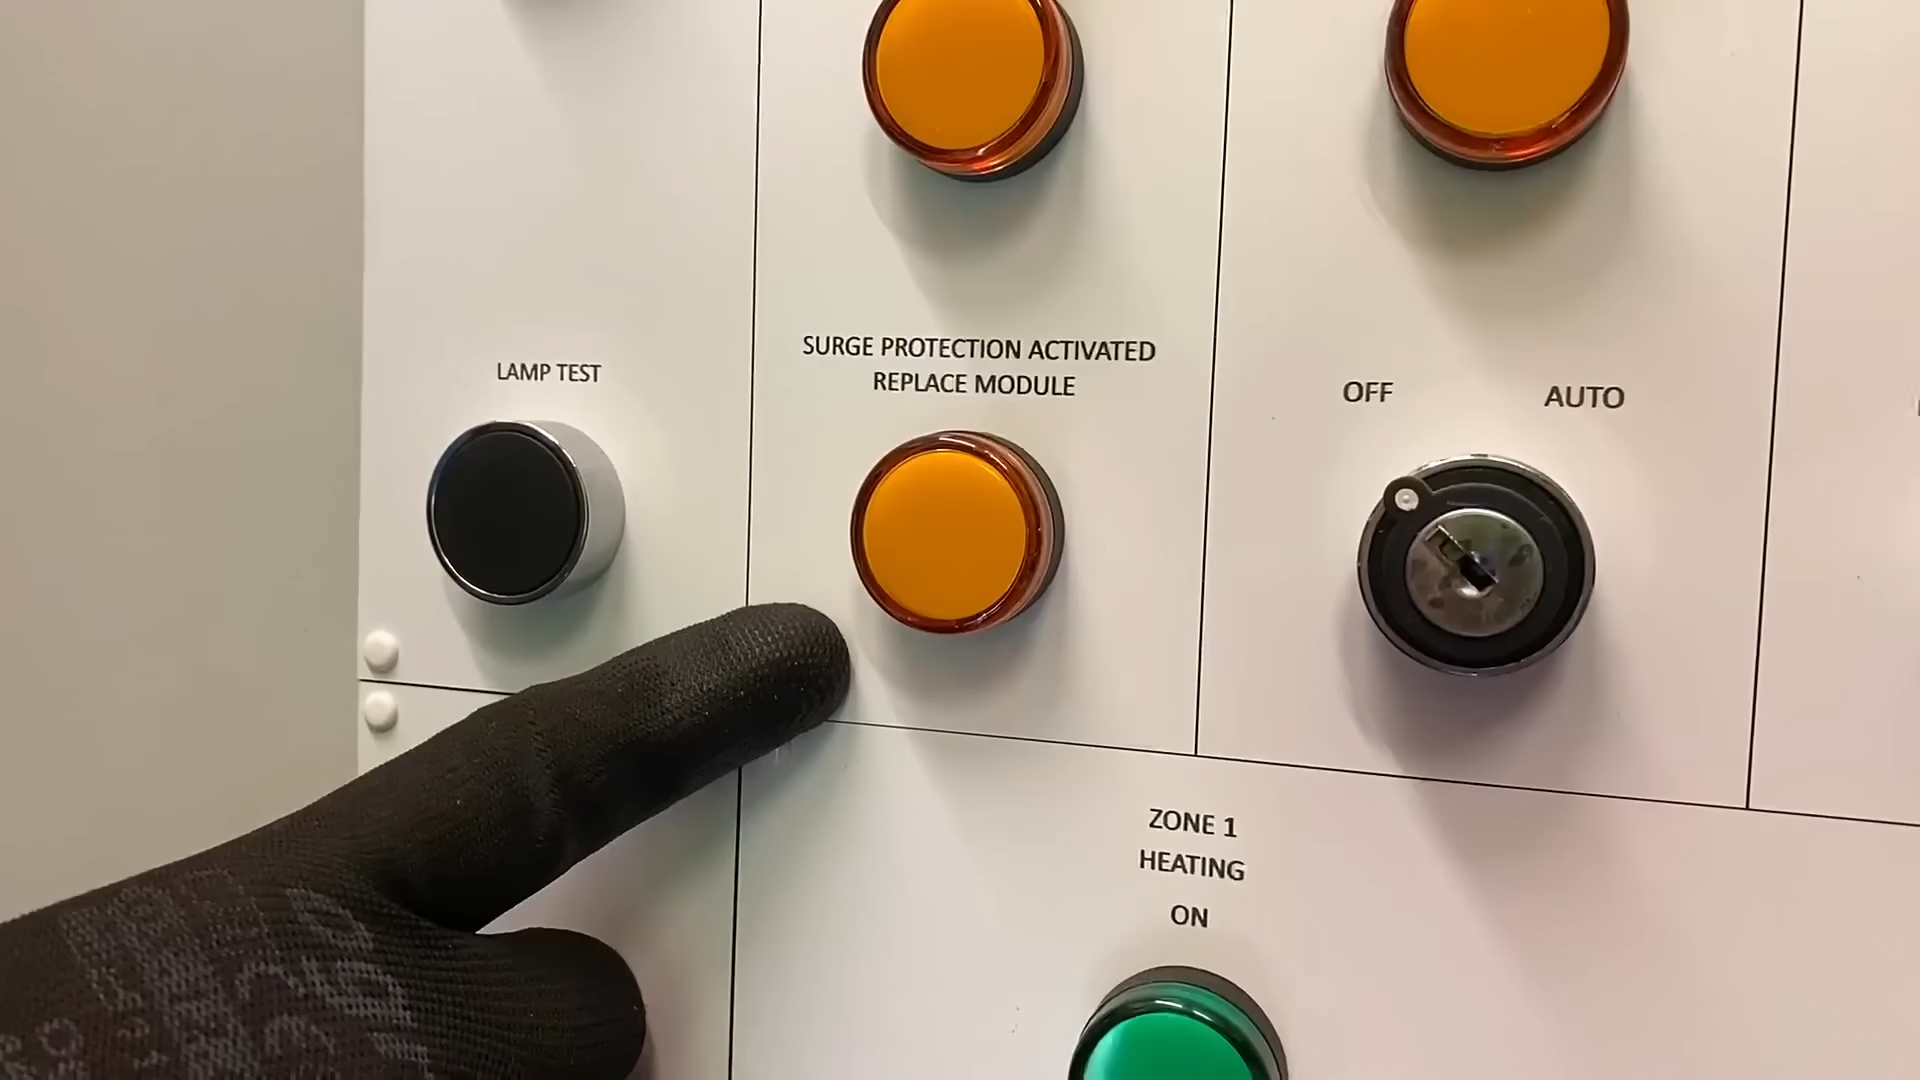 LAMP TEST
SURGE PROTECTION ACTIVATED
REPLACE MODULE
OFF
AUTO
ZONE 1
HEATING
ON